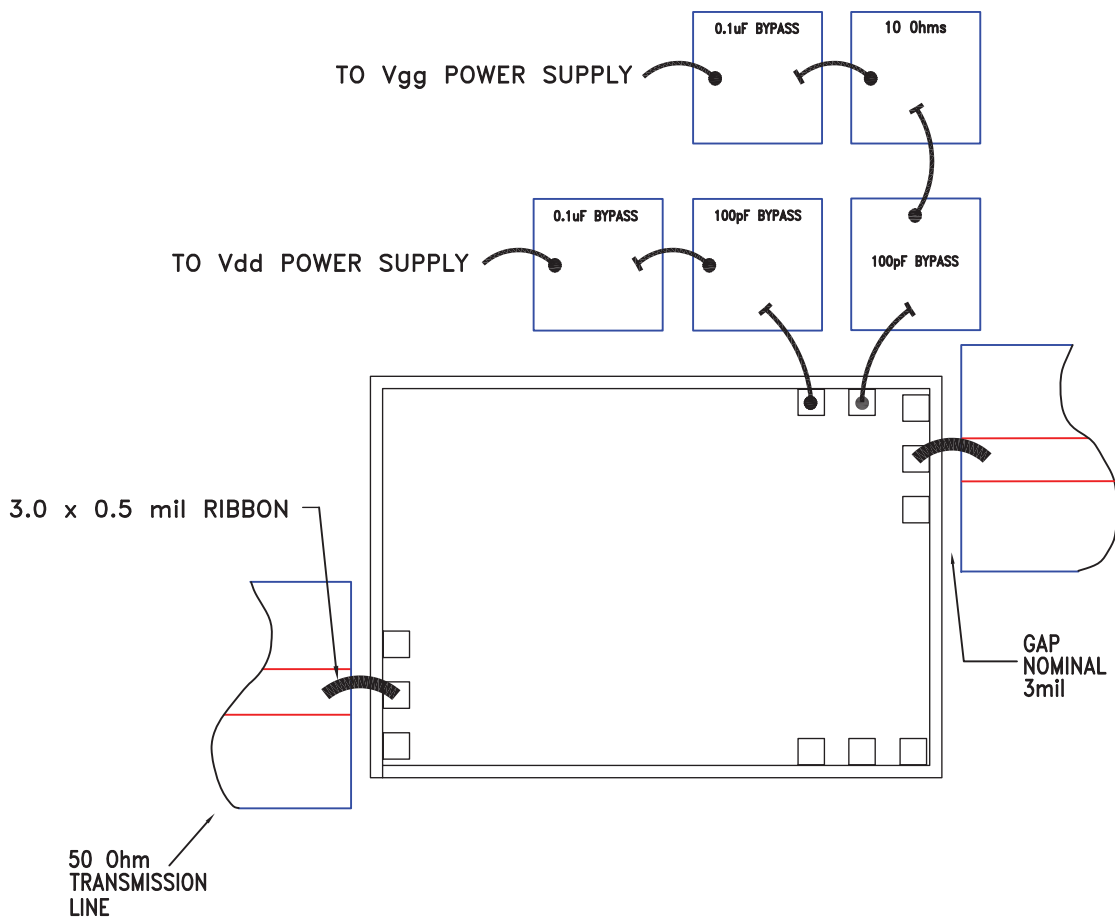 0.1uF BYPASS
10 Ohms
TO Vgg POWER SUPPLY
0.1uF BYPASS
100pF BYPASS
100pF BYPASS
TO Vdd POWER SUPPLY
3.0 x 0.5 mil RIBBON
GAP
NOMINAL
3mil
50 Ohm
TRANSMISSION
LINE